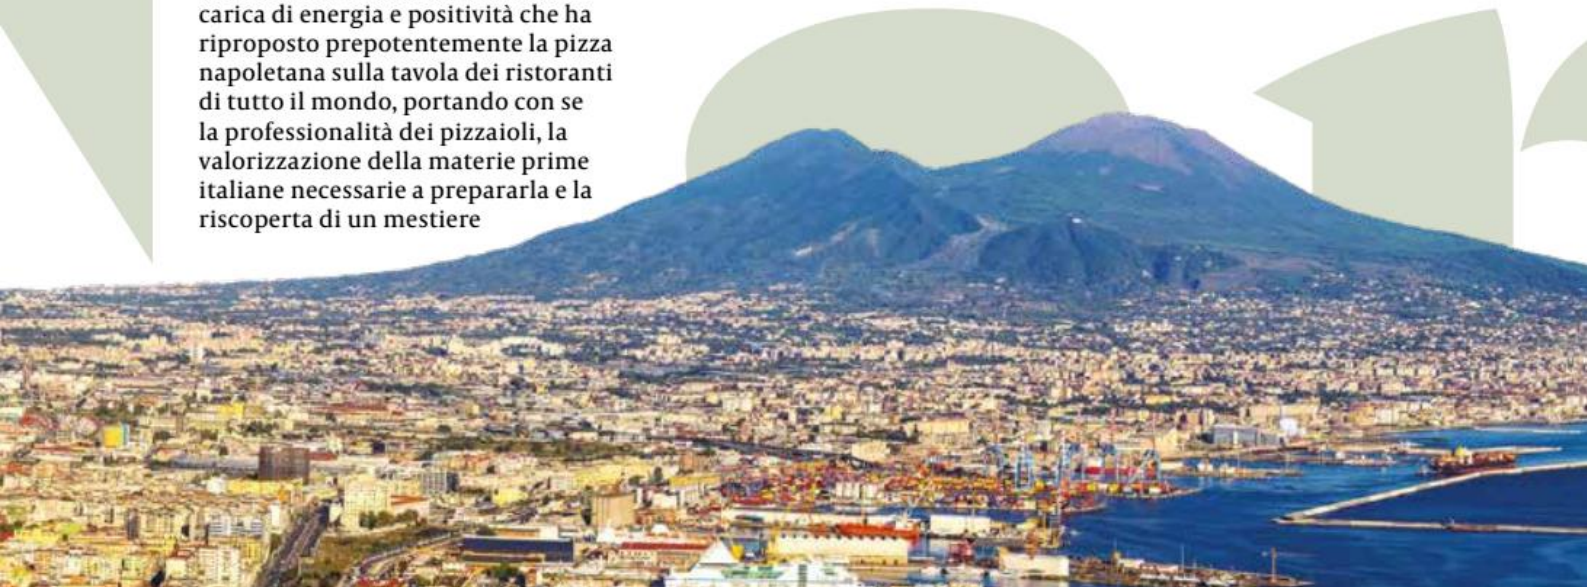 carica di energia e positività che ha
riproposto prepotentemente la pizza
napoletana sulla tavola dei ristoranti
di tutto il mondo, portando con se
la professionalità dei pizzaioli, la
valorizzazione della materie prime
italiane necessarie a prepararla e la
riscoperta di un mestiere